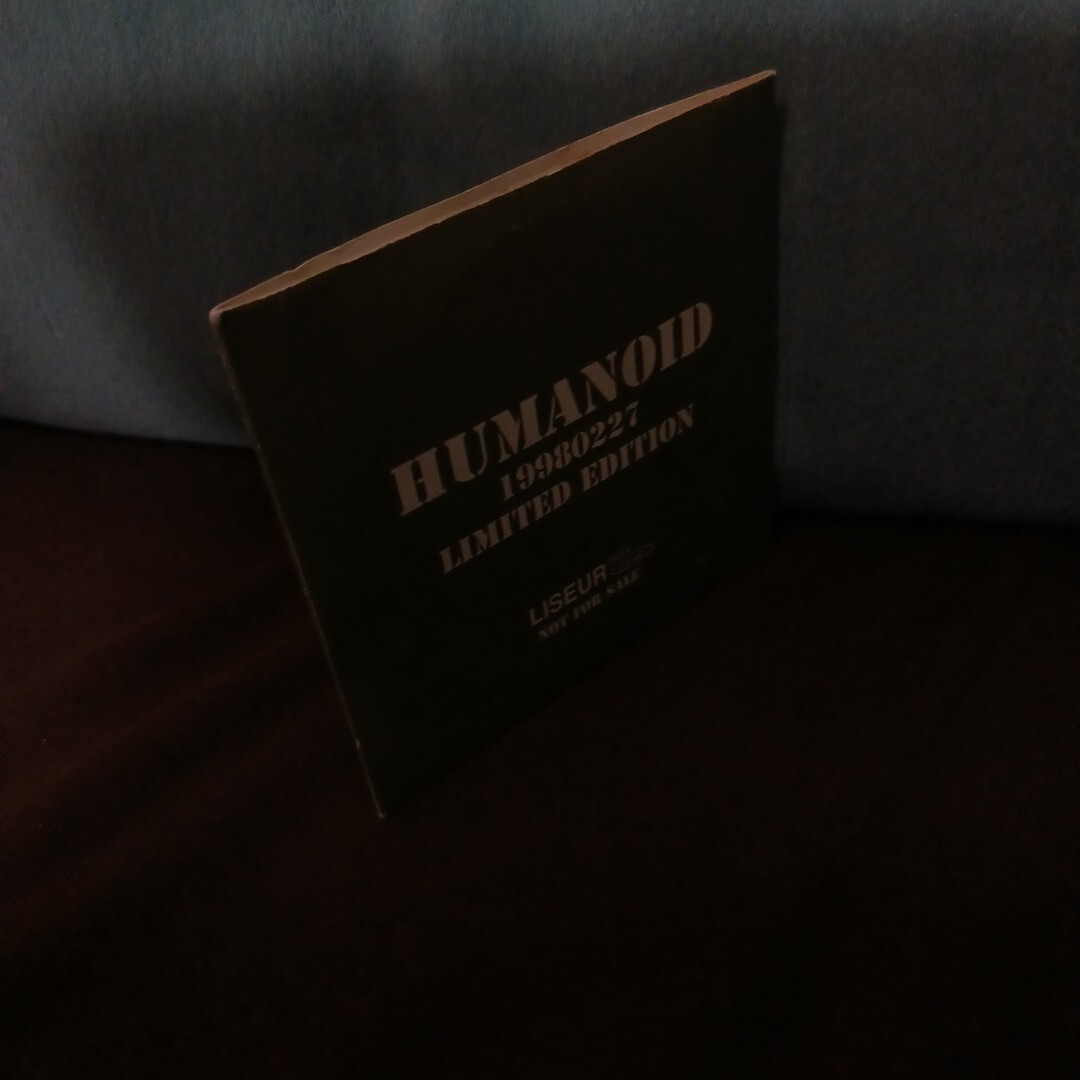 HUMANOID
19980227
LIMITED EDITION
LISEUR
NOT FOR SALE